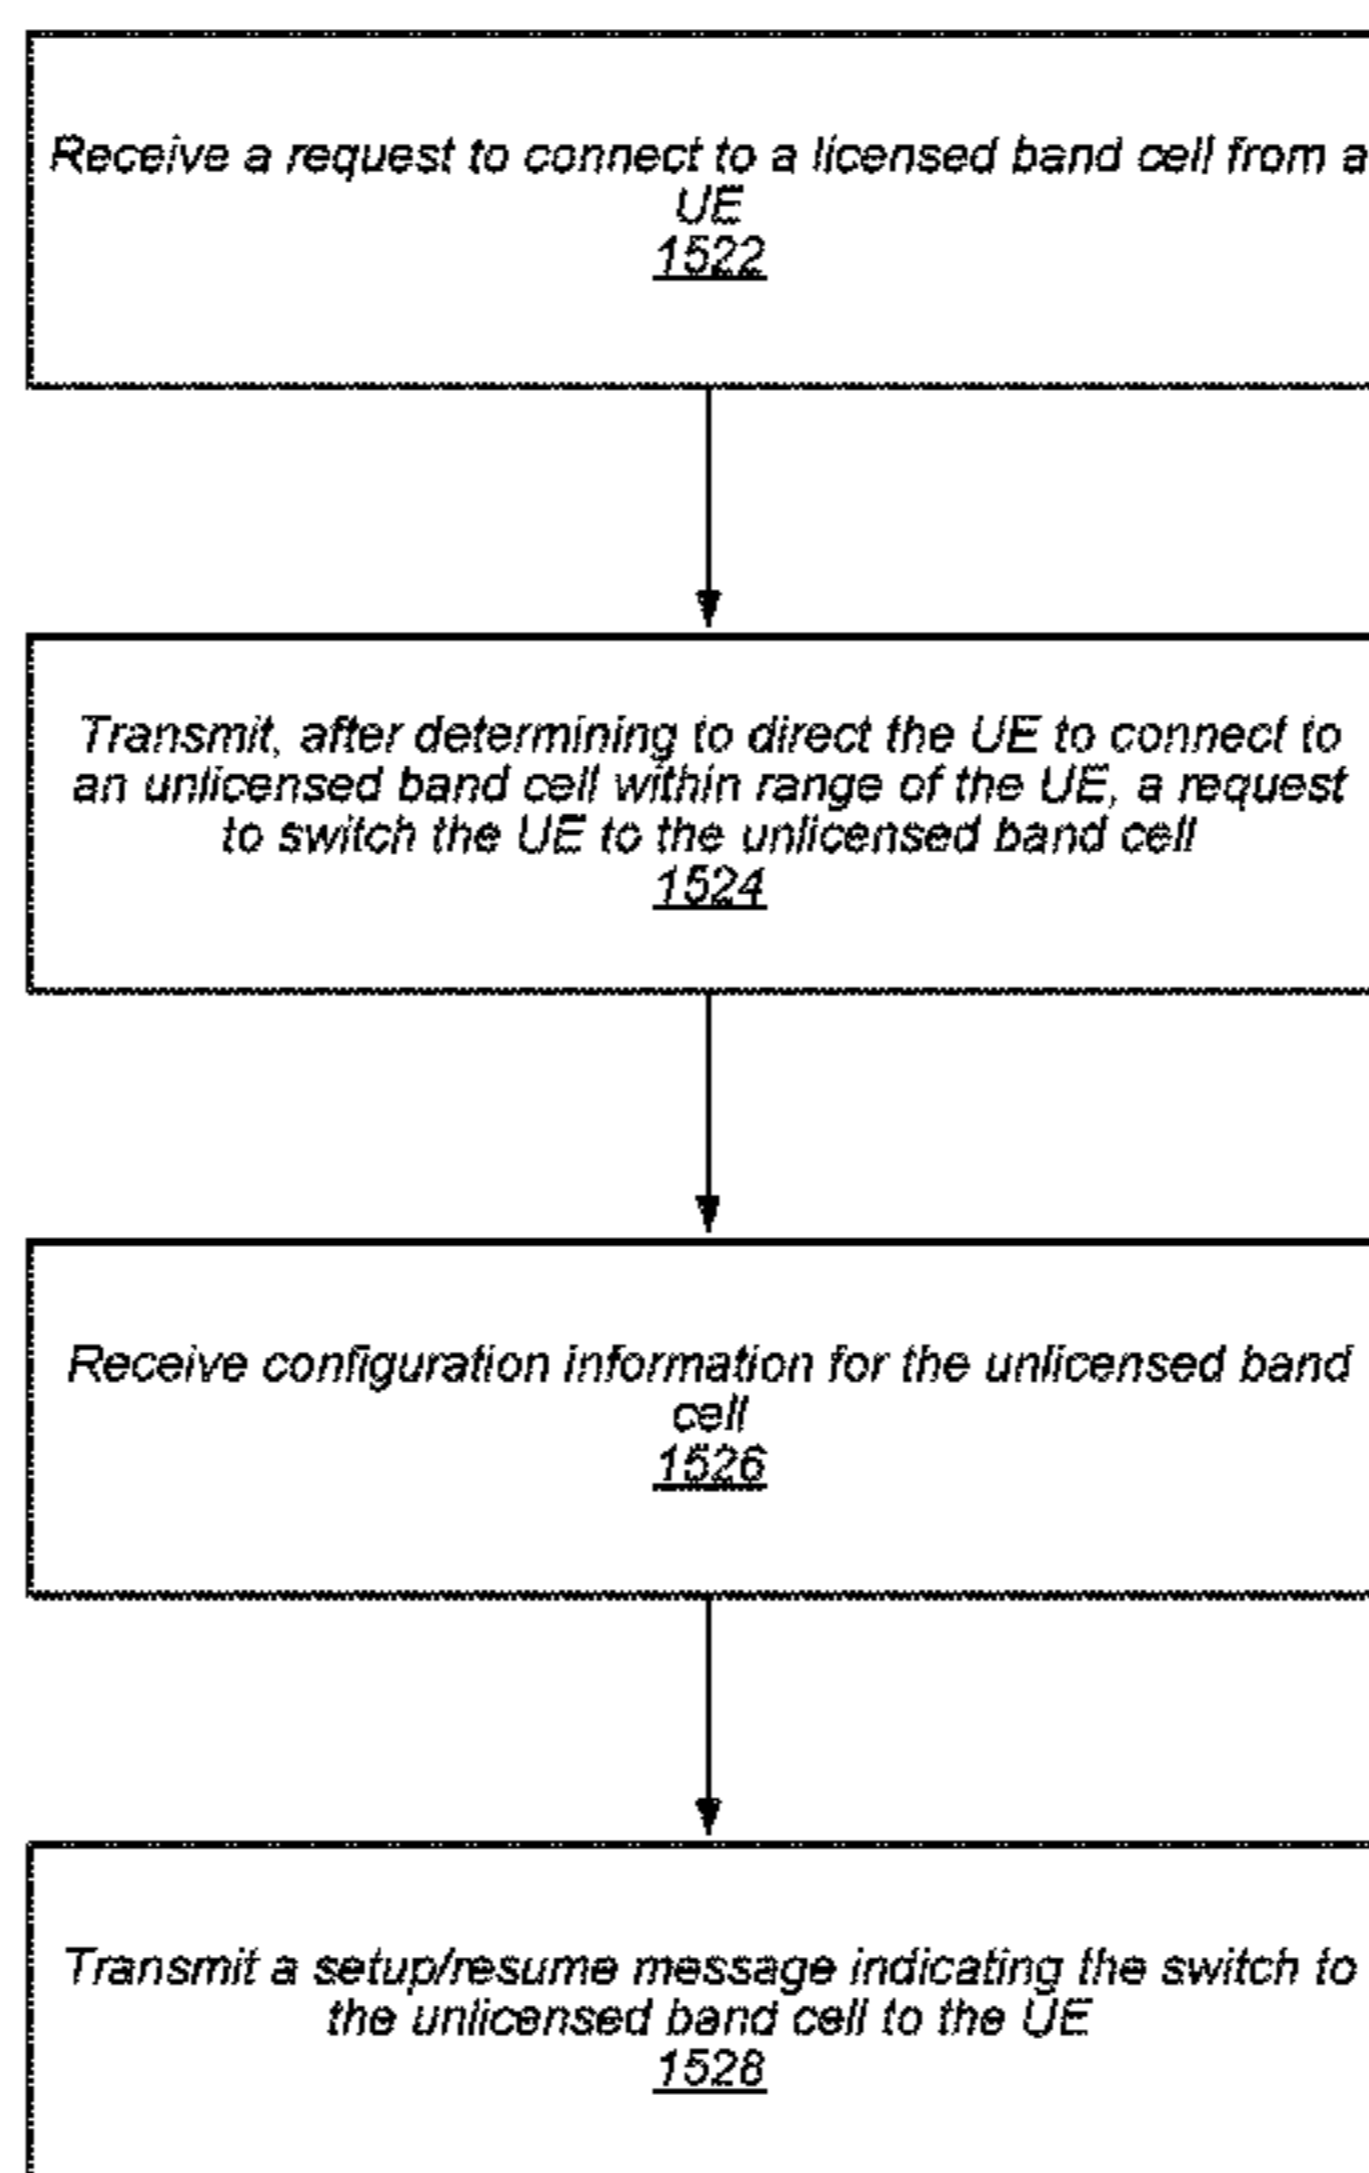 Receive a request to connect to a licensed band cell from a
UE
1522
Transmit, after determining to direct the UE to connect to
an unlicensed band cell within range of the UE, a request
to switch the UE to the unlicensed band cell
1524
Receive configuration information for the unlicensed band
cell
1526
Transmit a setup/resume message indicating the switch to
the unlicensed band cell to the UE
1528